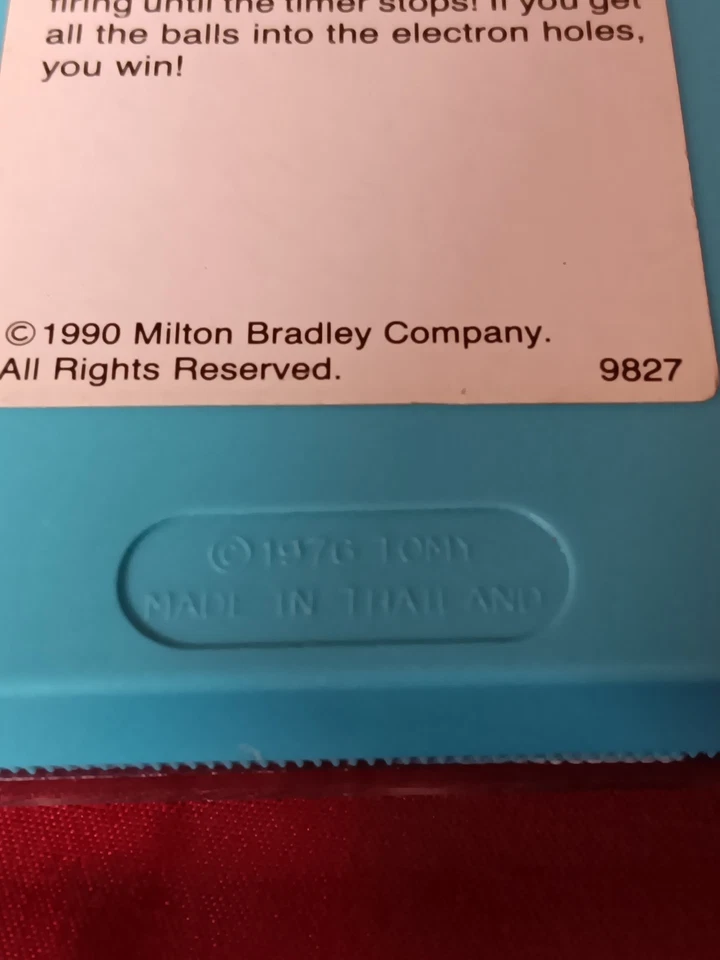 firing until the timer stops! If you get
all the balls into the electron holes,
you win!
© 1990 Milton Bradley Company.
All Rights Reserved. 9827
© 1976 TOMY
MADE IN THAILAND